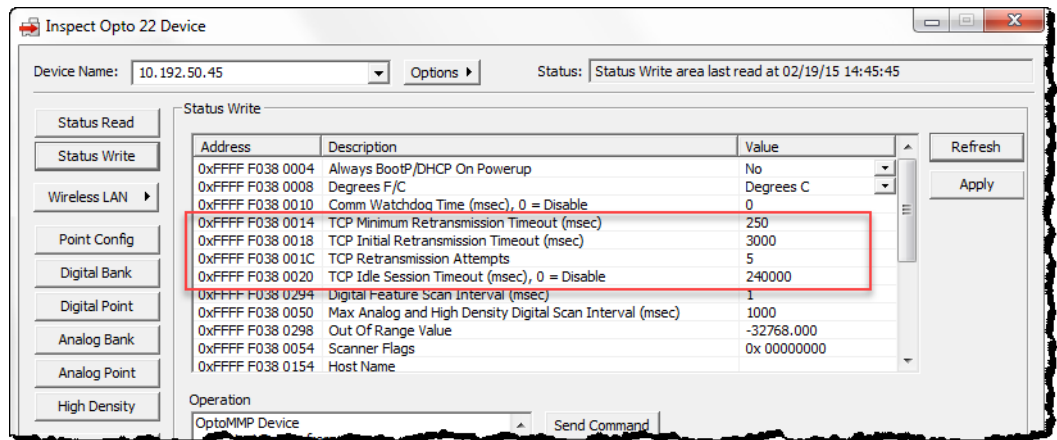 Inspect Opto 22 Device
Device Name: 10.192.50.45 Options Status: Status Write area last read at 02/19/15 14:45:45
Status Write
Status Read
Status Write
Wireless LAN
Point Config
Digital Bank
Digital Point
Analog Bank
Analog Point
High Density
Address Description Value
0xFFFF F038 0004 Always BootP/DHCP On Powerup No
0xFFFF F038 0008 Degrees F/C Degrees C
0xFFFF F038 0010 Comm Watchdog Time (msec), 0 = Disable 0
0xFFFF F038 0014 TCP Minimum Retransmission Timeout (msec) 250
0xFFFF F038 0018 TCP Initial Retransmission Timeout (msec) 3000
0xFFFF F038 001C TCP Retransmission Attempts 5
0xFFFF F038 0020 TCP Idle Session Timeout (msec), 0 = Disable 240000
0xFFFF F038 0294 Digital Feature Scan Interval (msec) 1
0xFFFF F038 0050 Max Analog and High Density Digital Scan Interval (msec) 1000
0xFFFF F038 0298 Out Of Range Value -32768.000
0xFFFF F038 0054 Scanner Flags 0x 00000000
0xFFFF F038 0154 Host Name
Refresh
Apply
Operation
OptoMMP Device
Send Command